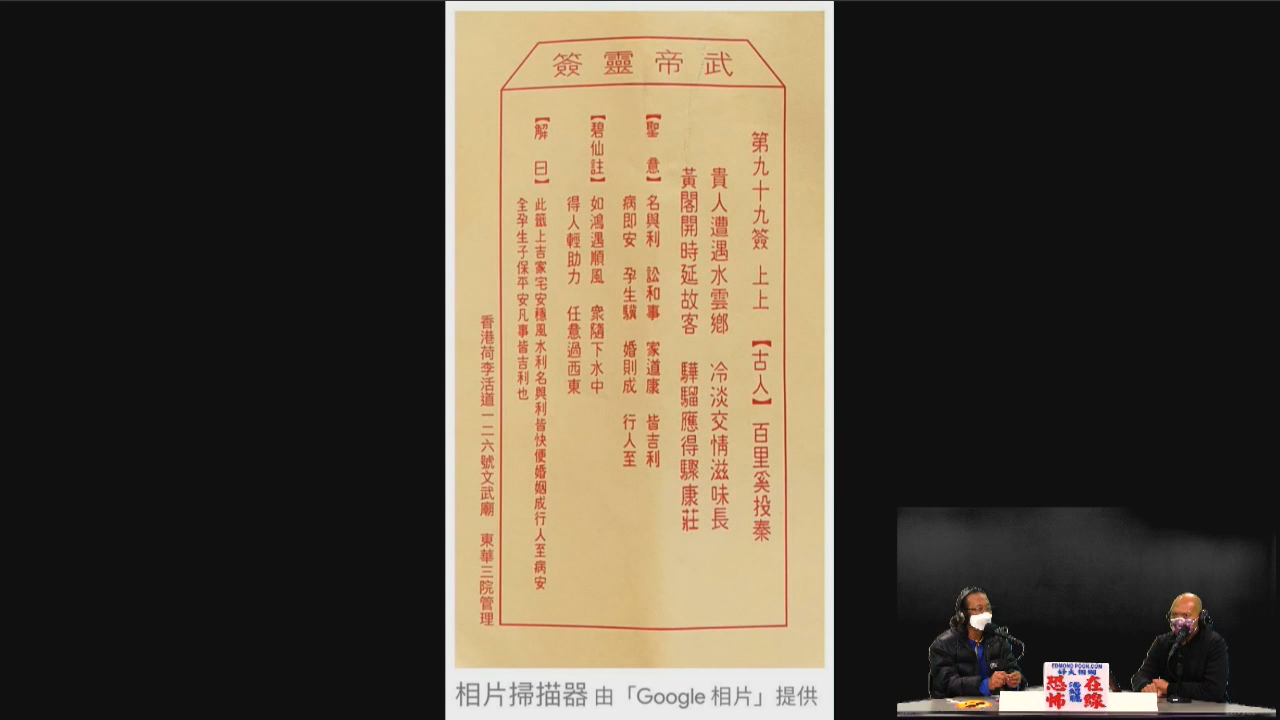 武帝靈簽
第九十九簽 上上 【古人】 百里奚投秦
貴人遭遇水雲鄉 冷淡交情滋味長
黃閣開時延故客 驊騮應得驟康莊
【聖意】 名與利 訟和事 家道康 皆吉利
病即安 孕生驥 婚則成 行人至
【碧仙註】 如鴻遇順風 衆隨下水中
得人輕助力 任意過西東
【解曰】 此籤上吉家宅安穩風水利名與利皆快便婚姻成行人至病安
全孕生子保平安凡事皆吉利也
香港荷李活道一二六號文武廟 東華三院管理
相片掃描器 由「Google 相片」提供
EDMOND POON.COM
恐怖
在線